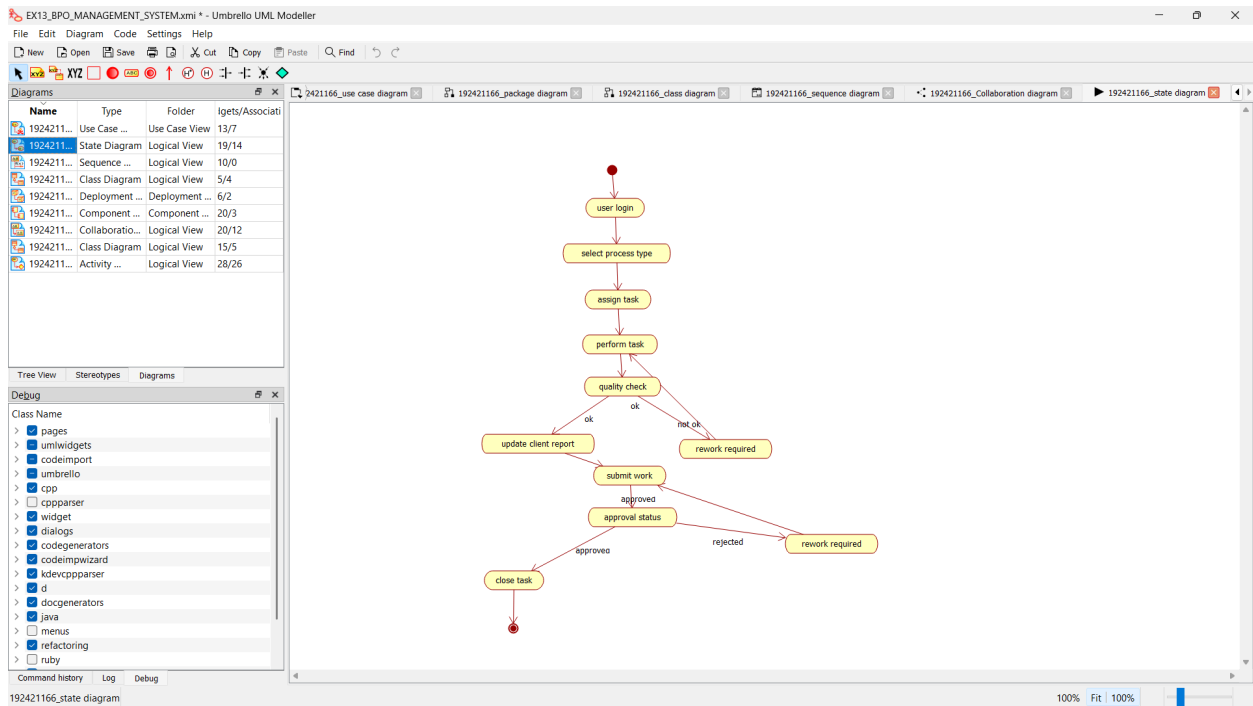 EX13_BPO_MANAGEMENT_SYSTEM.xmi * - Umbrello UML Modeller
File Edit Diagram Code Settings Help
New Open Save Cut Copy Paste Find
XYZ XYZ ABC H* H
Diagrams
2421166_use case diagram 192421166_package diagram 192421166_class diagram 192421166_sequence diagram 192421166_Collaboration diagram 192421166_state diagram
Name Type Folder lgets/Associati
1924211... Use Case ... Use Case View 13/7
1924211... State Diagram Logical View 19/14
1924211... Sequence ... Logical View 10/0
1924211... Class Diagram Logical View 5/4
1924211... Deployment ... Deployment ... 6/2
1924211... Component ... Component ... 20/3
1924211... Collaboratio... Logical View 20/12
1924211... Class Diagram Logical View 15/5
1924211... Activity ... Logical View 28/26
Tree View Stereotypes Diagrams
Debug
Class Name
pages
umlwidgets
codeimport
umbrello
cpp
cppparser
widget
dialogs
codegenerators
codeimpwizard
kdevcppparser
d
docgenerators
java
menus
refactoring
ruby
Command history Log Debug
user login
select process type
assign task
perform task
quality check
ok
ok
not ok
update client report
rework required
submit work
approved
approval status
rejected
rework required
approved
close task
192421166_state diagram
100% Fit 100%